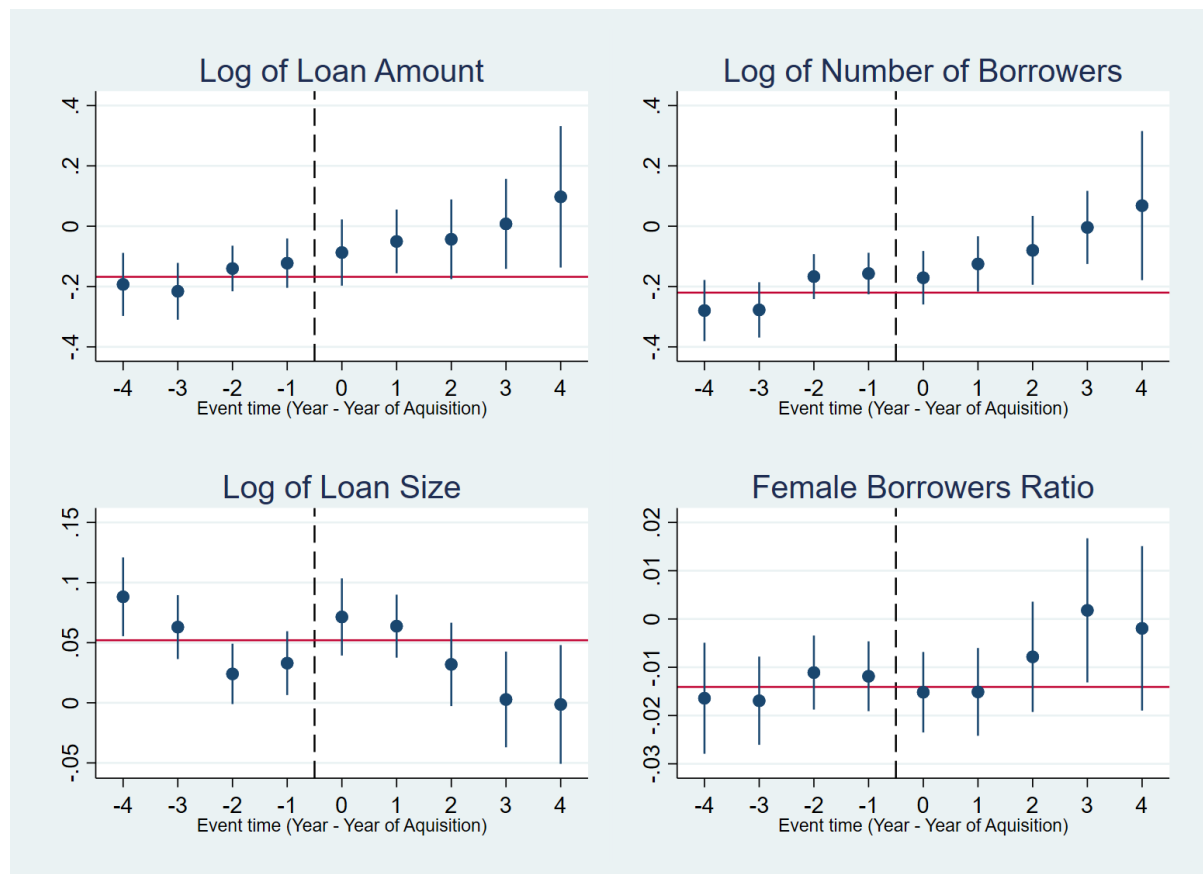 Log of Loan Amount
.4
.2
0
-.2
-.4
-4 -3 -2 -1 0 1 2 3 4
Event time (Year - Year of Aquisition)
Log of Number of Borrowers
.4
.2
0
-.2
-.4
-4 -3 -2 -1 0 1 2 3 4
Event time (Year - Year of Aquisition)
Log of Loan Size
.15
.1
.05
0
-.05
-4 -3 -2 -1 0 1 2 3 4
Event time (Year - Year of Aquisition)
Female Borrowers Ratio
.02
.01
0
-.01
-.02
-.03
-4 -3 -2 -1 0 1 2 3 4
Event time (Year - Year of Aquisition)